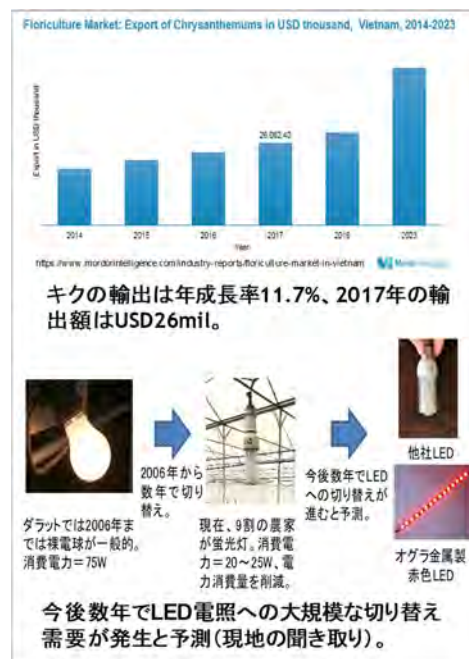 Floriculture Market: Export of Chrysanthemums in USD thousand, Vietnam, 2014-2023
Export in USD thousand
26,062.40
2014 2015 2016 2017 2018 2023
Year
https://www.mordorintelligence.com/industry-reports/floriculture-market-in-vietnam
キクの輸出は年成長率11.7%、2017年の輸
出額はUSD26mil。
2006年から
数年で切り
替え。
今後数年でLED
への切り替えが
進むと予測。
他社LED
ダラットでは2006年ま
では裸電球が一般的。
消費電力=75W
現在、9割の農家
が蛍光灯。消費電
力=20~25W、電
力消費量を削減。
オグラ金属製
赤色LED
今後数年でLED電照への大規模な切り替え
需要が発生と予測(現地の聞き取り)。